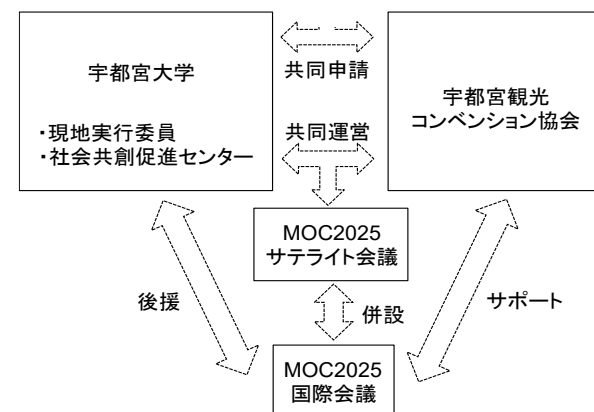 宇都宮大学
・現地実行委員
・社会共創促進センター
共同申請
共同運営
宇都宮観光
コンベンション協会
MOC2025
サテライト会議
後援
併設
サポート
MOC2025
国際会議